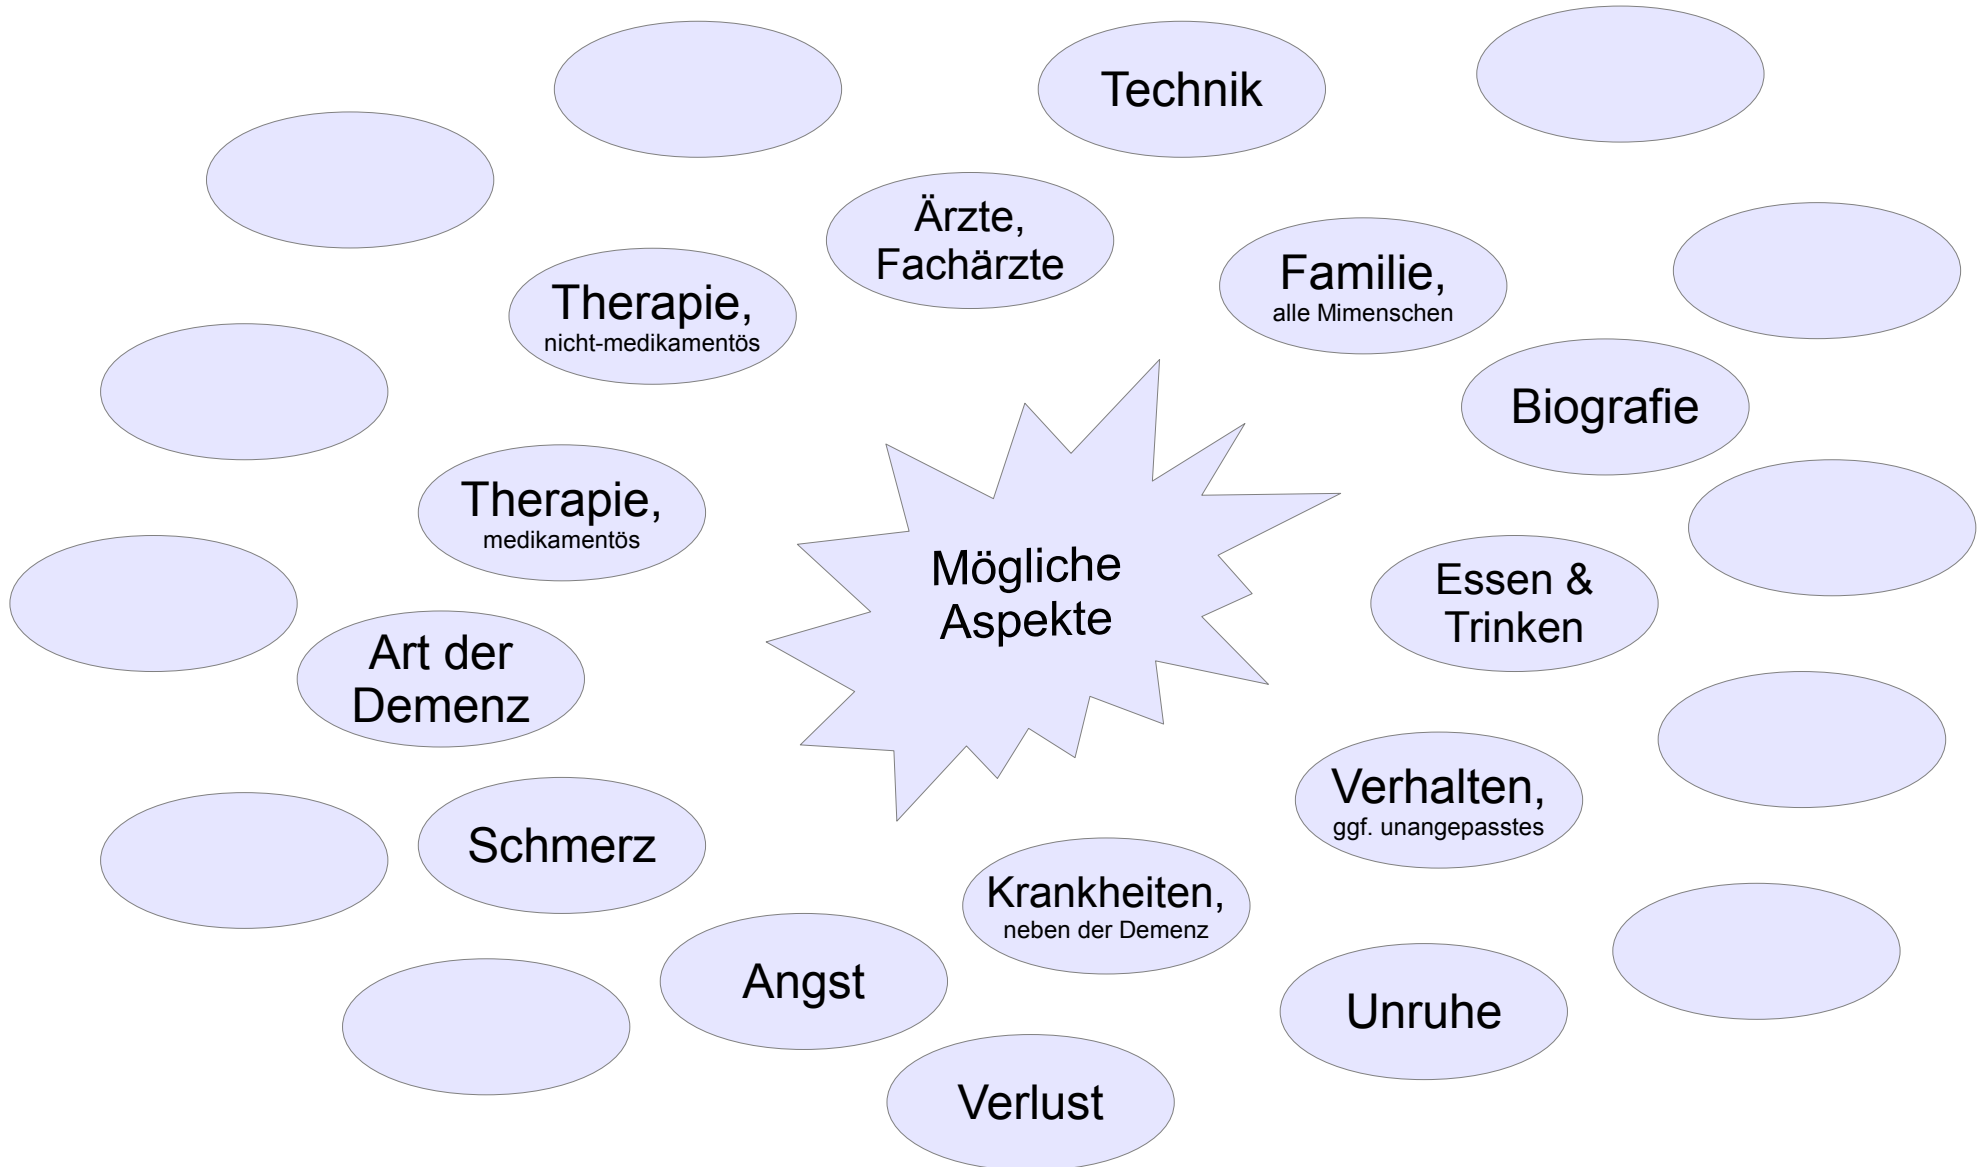 Technik
Ärzte,
Fachärzte
Familie,
alle Mimenschen
Therapie,
nicht-medikamentös
Biografie
Therapie,
medikamentös
Mögliche
Aspekte
Essen &
Trinken
Art der
Demenz
Verhalten,
ggf. unangepasstes
Schmerz
Krankheiten,
neben der Demenz
Angst
Unruhe
Verlust